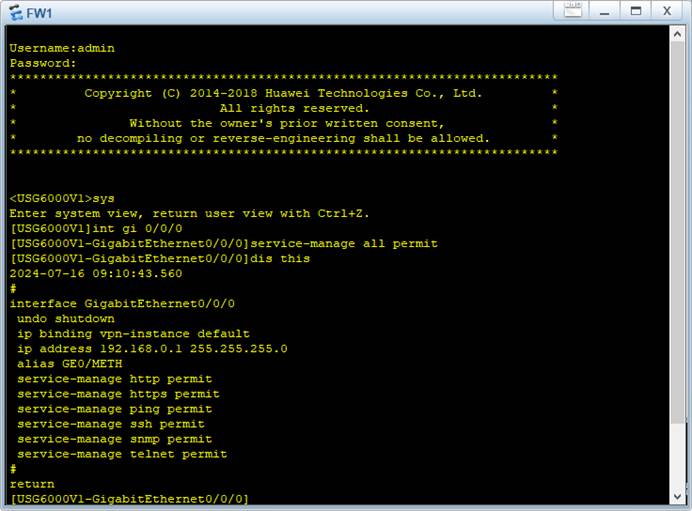 FW1
Username:admin
Password:
*************************************************************************
* Copyright (C) 2014-2018 Huawei Technologies Co., Ltd. *
* All rights reserved. *
* Without the owner's prior written consent, *
* no decompiling or reverse-engineering shall be allowed. *
*************************************************************************
<USG6000V1>sys
Enter system view, return user view with Ctrl+Z.
[USG6000V1]int gi 0/0/0
[USG6000V1-GigabitEthernet0/0/0]service-manage all permit
[USG6000V1-GigabitEthernet0/0/0]dis this
2024-07-16 09:10:43.560
#
interface GigabitEthernet0/0/0
 undo shutdown
 ip binding vpn-instance default
 ip address 192.168.0.1 255.255.255.0
 alias GE0/METH
 service-manage http permit
 service-manage https permit
 service-manage ping permit
 service-manage ssh permit
 service-manage snmp permit
 service-manage telnet permit
#
return
[USG6000V1-GigabitEthernet0/0/0]